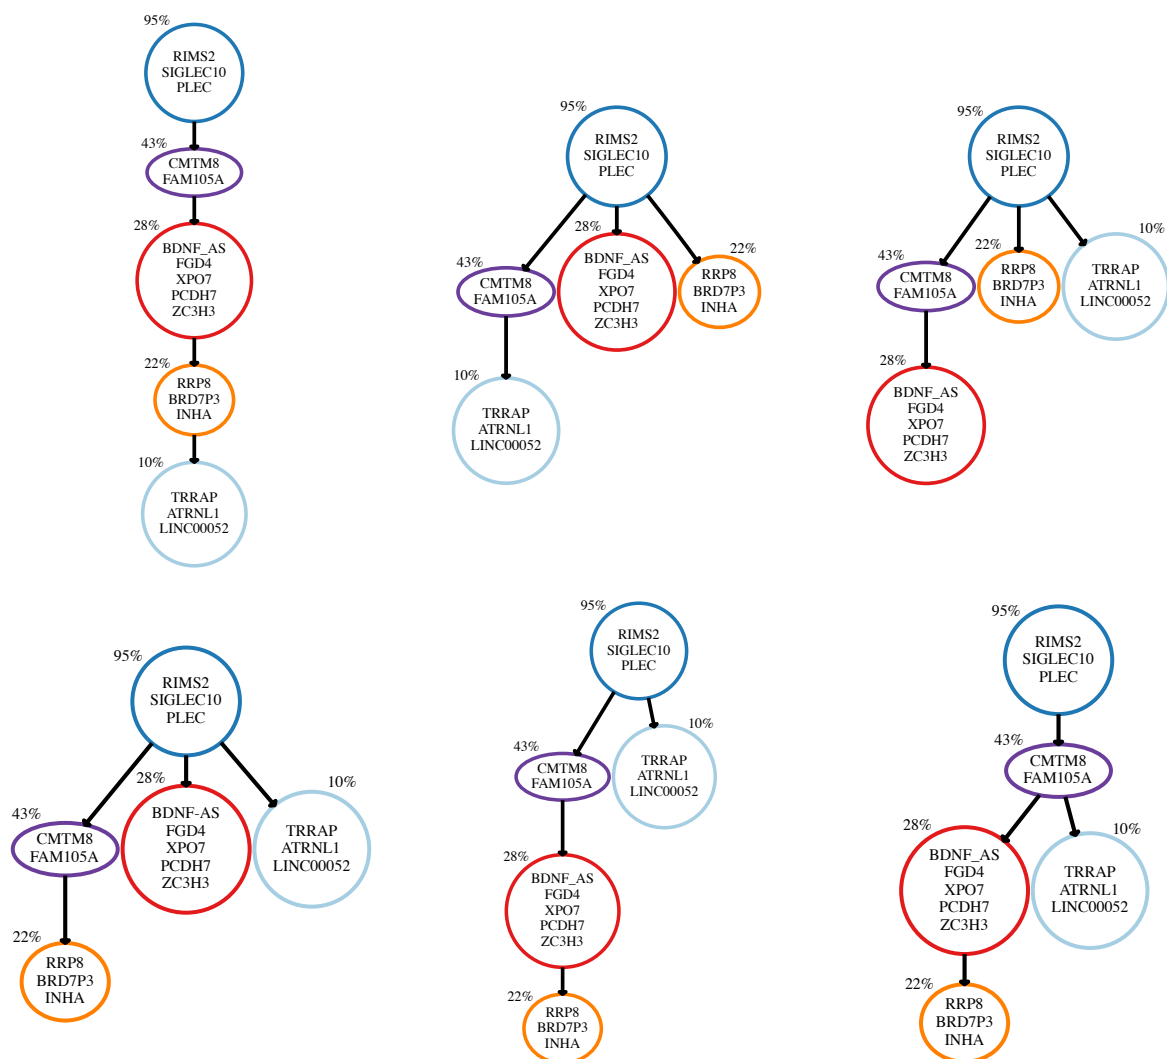 95%
RIMS2
SIGLEC10
PLEC
43%
CMTM8
FAM105A
28%
BDNF_AS
FGD4
XPO7
PCDH7
ZC3H3
22%
RRP8
BRD7P3
INHA
10%
TRRAP
ATRNL1
LINC00052
95%
RIMS2
SIGLEC10
PLEC
43%
CMTM8
FAM105A
28%
BDNF_AS
FGD4
XPO7
PCDH7
ZC3H3
22%
RRP8
BRD7P3
INHA
10%
TRRAP
ATRNL1
LINC00052
95%
RIMS2
SIGLEC10
PLEC
43%
CMTM8
FAM105A
22%
RRP8
BRD7P3
INHA
10%
TRRAP
ATRNL1
LINC00052
28%
BDNF_AS
FGD4
XPO7
PCDH7
ZC3H3
95%
RIMS2
SIGLEC10
PLEC
43%
CMTM8
FAM105A
28%
BDNF-AS
FGD4
XPO7
PCDH7
ZC3H3
10%
TRRAP
ATRNL1
LINC00052
22%
RRP8
BRD7P3
INHA
95%
RIMS2
SIGLEC10
PLEC
43%
CMTM8
FAM105A
10%
TRRAP
ATRNL1
LINC00052
28%
BDNF_AS
FGD4
XPO7
PCDH7
ZC3H3
22%
RRP8
BRD7P3
INHA
95%
RIMS2
SIGLEC10
PLEC
43%
CMTM8
FAM105A
28%
BDNF_AS
FGD4
XPO7
PCDH7
ZC3H3
10%
TRRAP
ATRNL1
LINC00052
22%
RRP8
BRD7P3
INHA